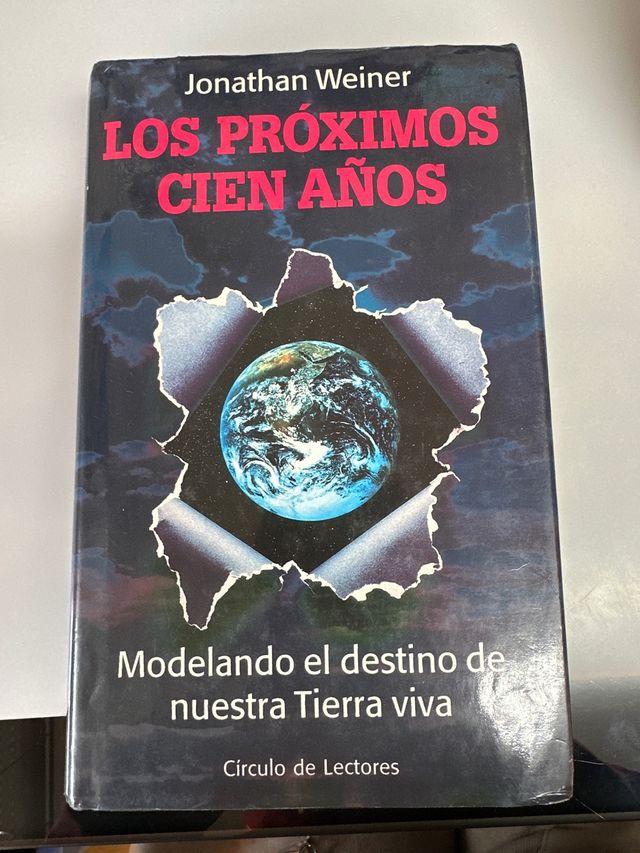 Jonathan Weiner
LOS PRÓXIMOS
CIEN AÑOS
Modelando el destino de
nuestra Tierra viva
Círculo de Lectores